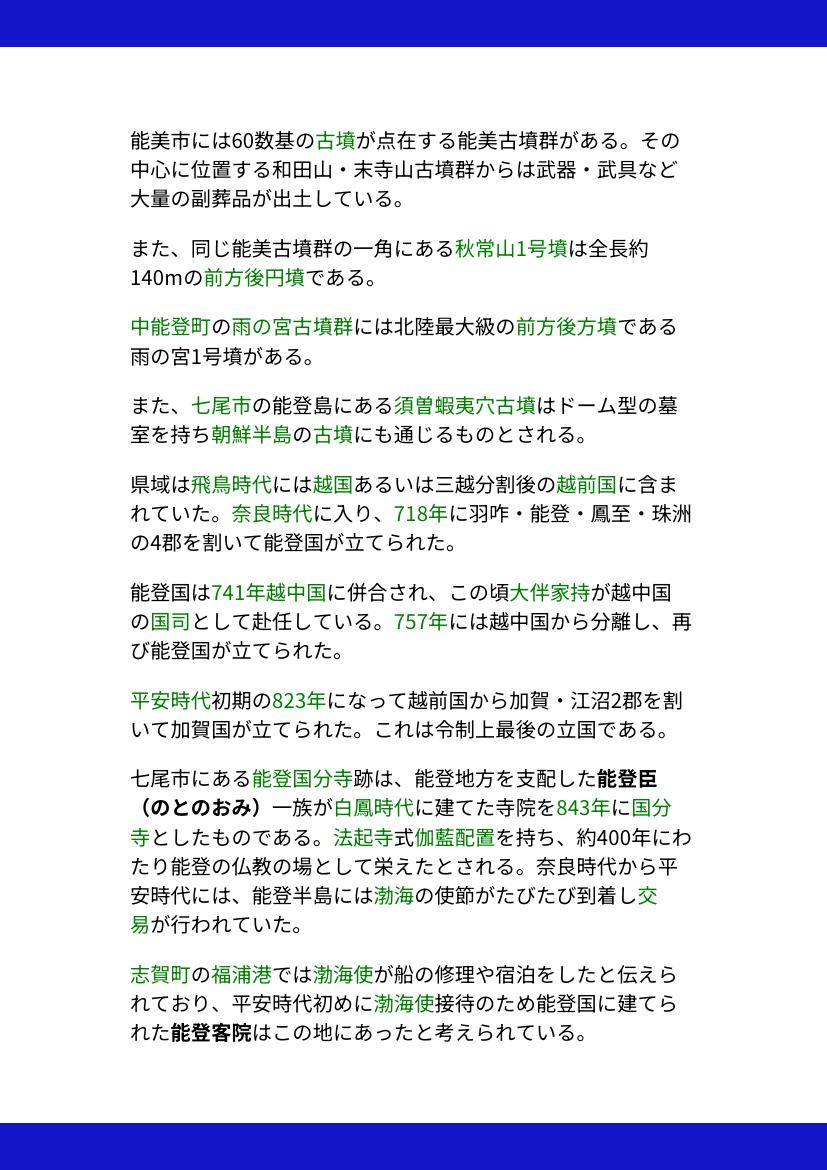 能美市には60数基の古墳が点在する能美古墳群がある。その
中心に位置する和田山・末寺山古墳群からは武器・武具など
大量の副葬品が出土している。
また、同じ能美古墳群の一角にある秋常山1号墳は全長約
140mの前方後円墳である。
中能登町の雨の宮古墳群には北陸最大級の前方後方墳である
雨の宮1号墳がある。
また、七尾市の能登島にある須曽蝦夷穴古墳はドーム型の墓
室を持ち朝鮮半島の古墳にも通じるものとされる。
県域は飛鳥時代には越国あるいは三越分割後の越前国に含ま
れていた。奈良時代に入り、718年に羽咋・能登・鳳至・珠洲
の4郡を割いて能登国が立てられた。
能登国は741年越中国に併合され、この頃大伴家持が越中国
の国司として赴任している。757年には越中国から分離し、再
び能登国が立てられた。
平安時代初期の823年になって越前国から加賀・江沼2郡を割
いて加賀国が立てられた。これは令制上最後の立国である。
七尾市にある能登国分寺跡は、能登地方を支配した能登臣
（のとのおみ）一族が白鳳時代に建てた寺院を843年に国分
寺としたものである。法起寺式伽藍配置を持ち、約400年にわ
たり能登の仏教の場として栄えたとされる。奈良時代から平
安時代には、能登半島には渤海の使節がたびたび到着し交
易が行われていた。
志賀町の福浦港では渤海使が船の修理や宿泊をしたと伝えら
れており、平安時代初めに渤海使接待のため能登国に建てら
れた能登客院はこの地にあったと考えられている。